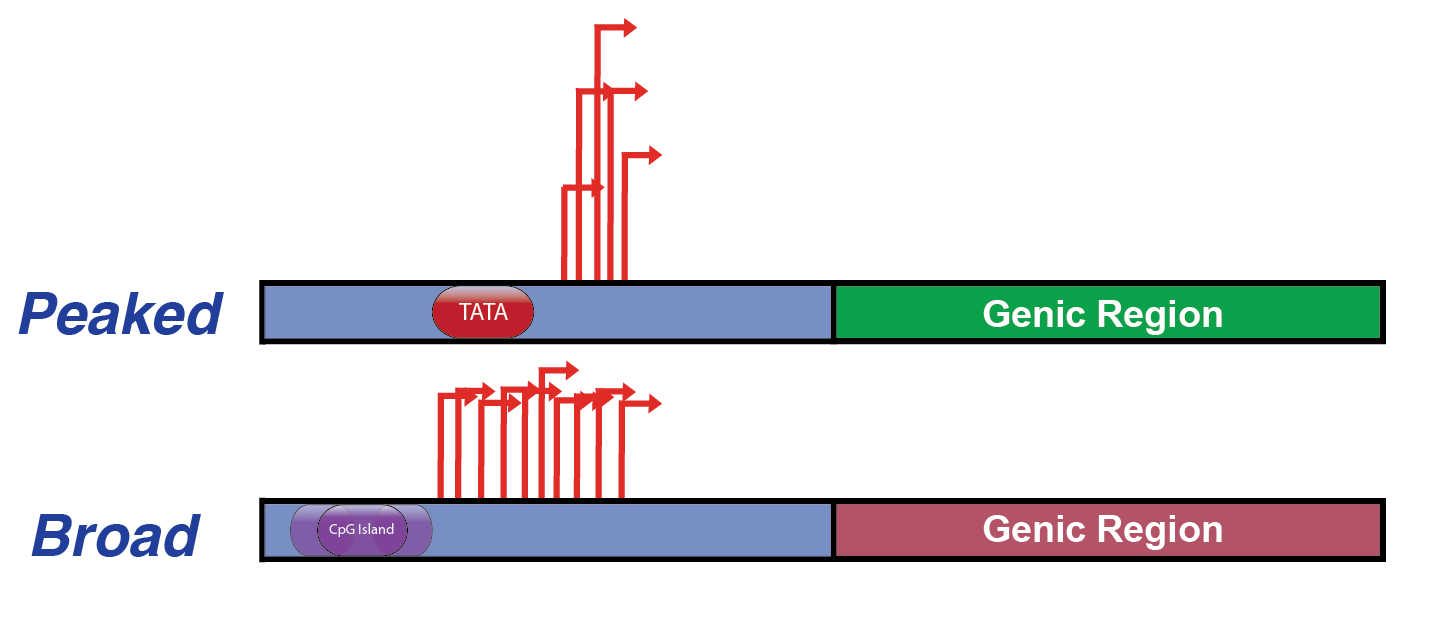 Peaked
TATA
Genic Region
Broad
CpG Island
Genic Region